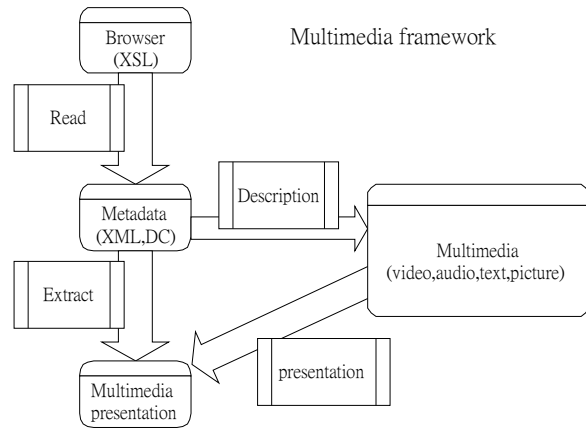 Multimedia framework
Browser
(XSL)
Read
Metadata
(XML,DC)
Description
Multimedia
(video,audio,text,picture)
Extract
presentation
Multimedia
presentation